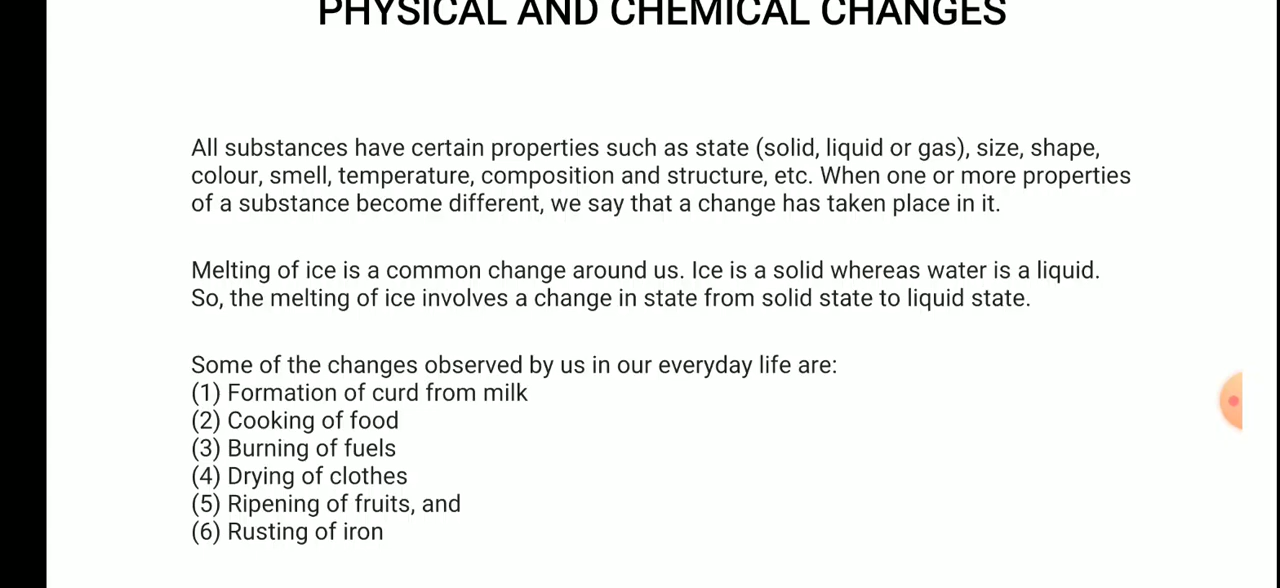 PHYSICAL AND CHEMICAL CHANGES
All substances have certain properties such as state (solid, liquid or gas), size, shape,
colour, smell, temperature, composition and structure, etc. When one or more properties
of a substance become different, we say that a change has taken place in it.
Melting of ice is a common change around us. Ice is a solid whereas water is a liquid.
So, the melting of ice involves a change in state from solid state to liquid state.
Some of the changes observed by us in our everyday life are:
(1) Formation of curd from milk
(2) Cooking of food
(3) Burning of fuels
(4) Drying of clothes
(5) Ripening of fruits, and
(6) Rusting of iron